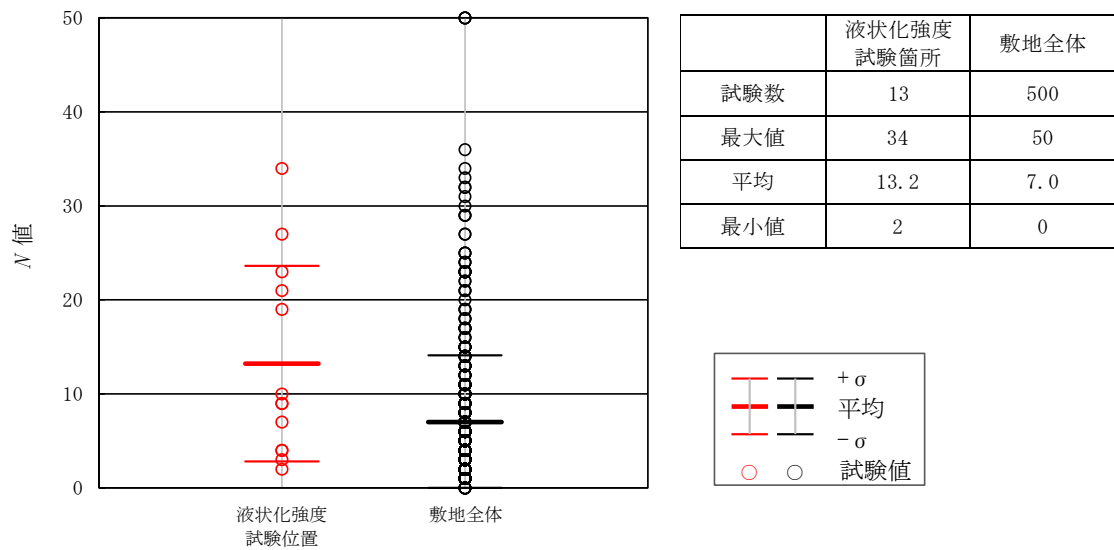 50
40
30
20
10
0
N 値
液状化強度
試験位置
敷地全体
液状化強度
試験箇所
敷地全体
試験数 13 500
最大値 34 50
平均 13.2 7.0
最小値 2 0
+σ
平均
-σ
試験値